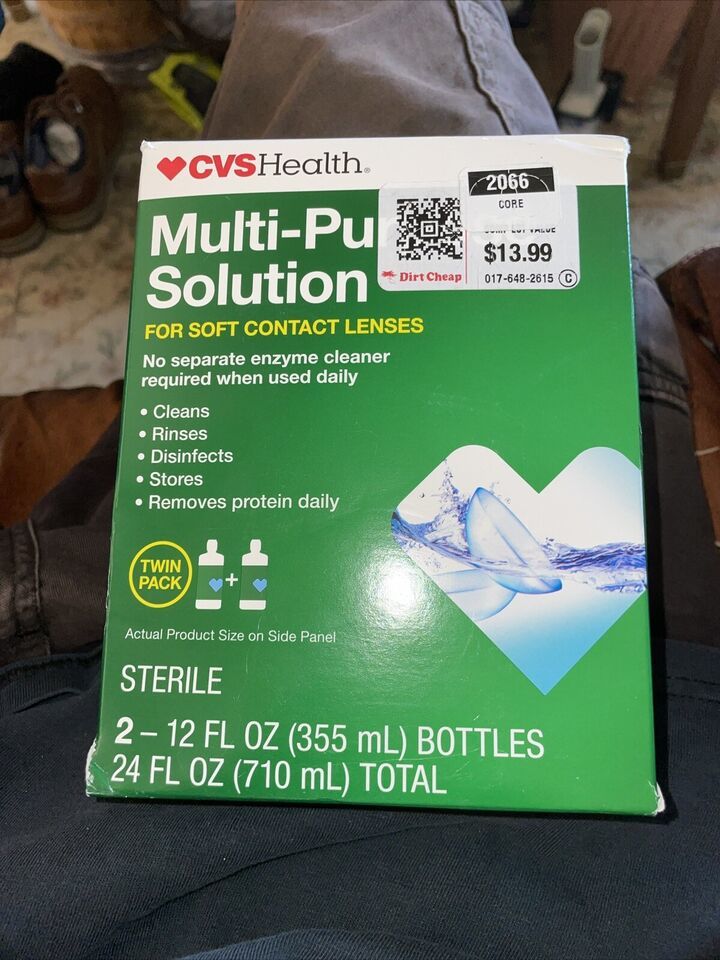 CVSHealth®
2066
CORE
$13.99
Dirt Cheap
017-648-2615 C
Multi-Pu
Solution
FOR SOFT CONTACT LENSES
No separate enzyme cleaner
required when used daily
• Cleans
• Rinses
• Disinfects
• Stores
• Removes protein daily
TWIN
PACK
+
Actual Product Size on Side Panel
STERILE
2 – 12 FL OZ (355 mL) BOTTLES
24 FL OZ (710 mL) TOTAL